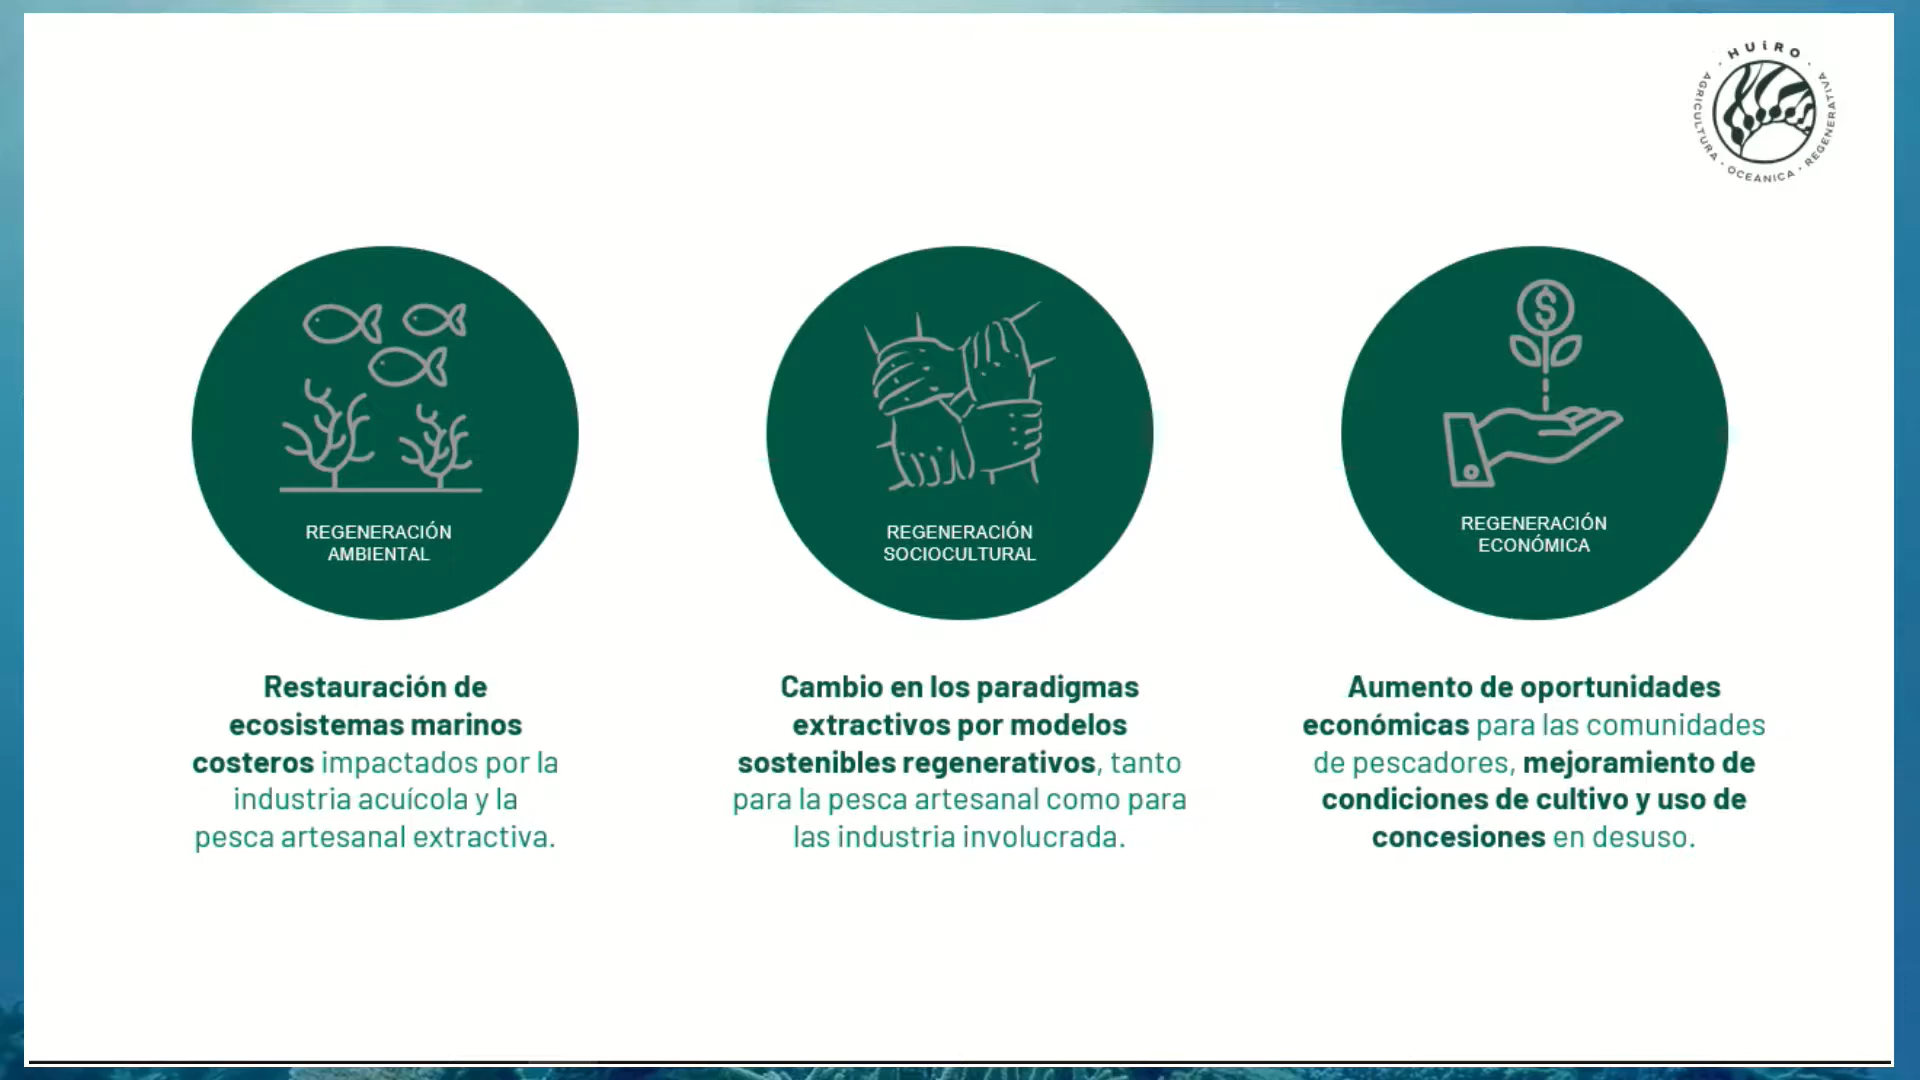 HUiRO
AGRICULTURA · OCEÁNICA · REGENERATIVA
REGENERACIÓN
AMBIENTAL
Restauración de
ecosistemas marinos
costeros impactados por la
industria acuícola y la
pesca artesanal extractiva.
REGENERACIÓN
SOCIOCULTURAL
Cambio en los paradigmas
extractivos por modelos
sostenibles regenerativos, tanto
para la pesca artesanal como para
las industria involucrada.
$
REGENERACIÓN
ECONÓMICA
Aumento de oportunidades
económicas para las comunidades
de pescadores, mejoramiento de
condiciones de cultivo y uso de
concesiones en desuso.